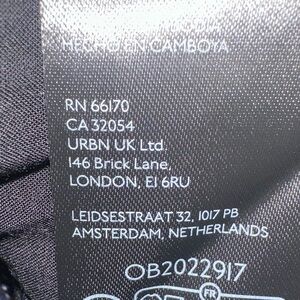 HECHO EN CAMBOYA
RN 66170
CA 32054
URBN UK Ltd.
146 Brick Lane,
LONDON, E1 6RU
LEIDSESTRAAT 32, 1017 PB
AMSTERDAM, NETHERLANDS
OB2022917
FR